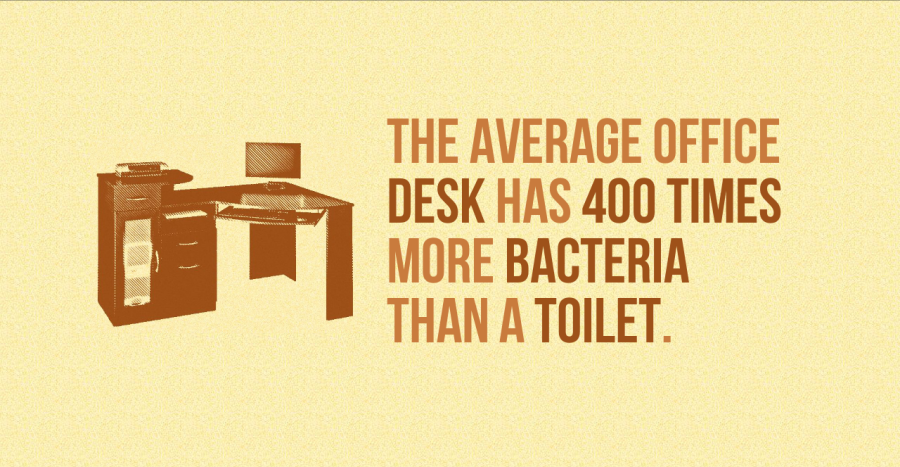 THE AVERAGE OFFICE
DESK HAS 400 TIMES
MORE BACTERIA
THAN A TOILET.